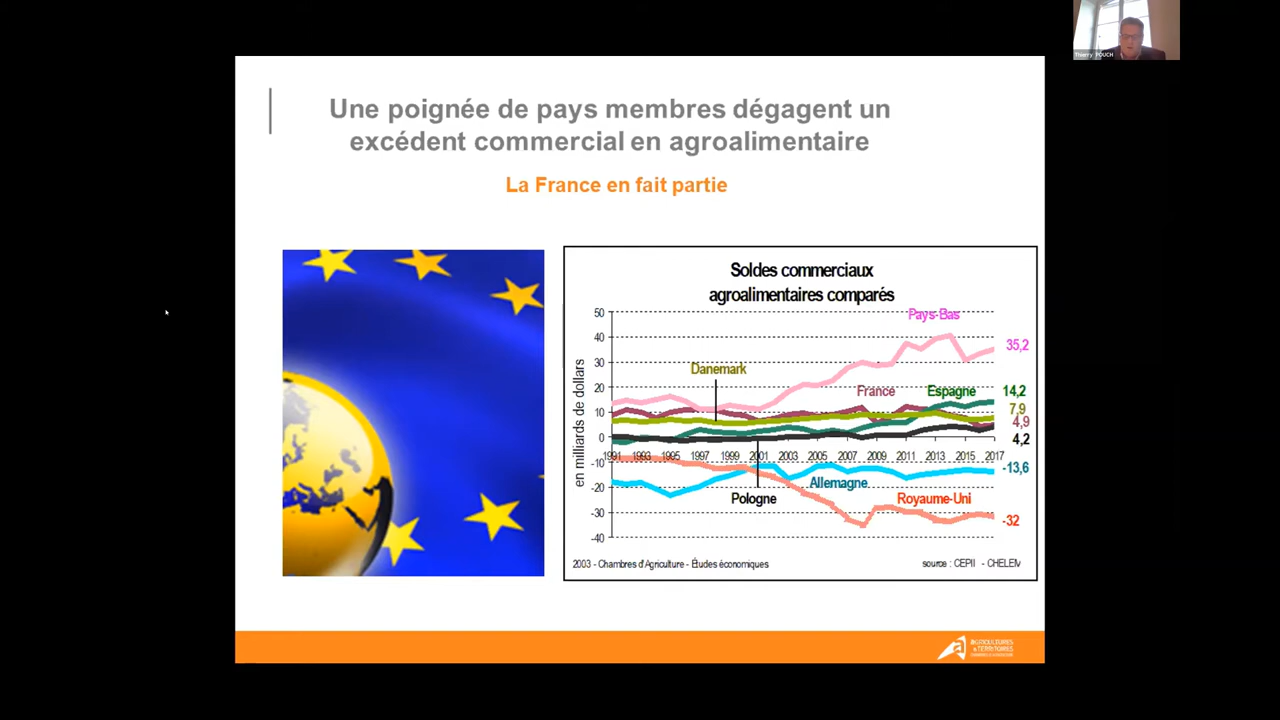 Thierry POUCH
Une poignée de pays membres dégagent un
excédent commercial en agroalimentaire
La France en fait partie
Soldes commerciaux
agroalimentaires comparés
en milliards de dollars
50
40
30
20
10
0
-10
-20
-30
-40
1991 1993 1995 1997 1999 2001 2003 2005 2007 2009 2011 2013 2015 2017
Pays-Bas
35,2
Danemark
France
Espagne
14,2
7,9
4,9
4,2
-13,6
Allemagne
Pologne
Royaume-Uni
-32
2003 - Chambres d'Agriculture - Études économiques
source : CEPII - CHELEM
AGRICULTURES
& TERRITOIRES